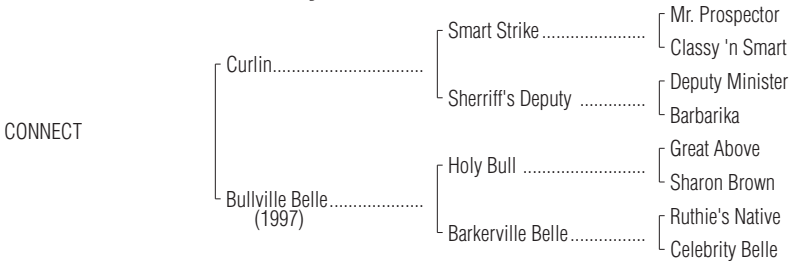 Mr. Prospector
Smart Strike......................
Classy 'n Smart
Curlin................................
Deputy Minister
Sherriff's Deputy ..............
Barbarika
CONNECT
Great Above
Holy Bull ..........................
Sharon Brown
Bullville Belle....................
(1997)
Ruthie's Native
Barkerville Belle................
Celebrity Belle